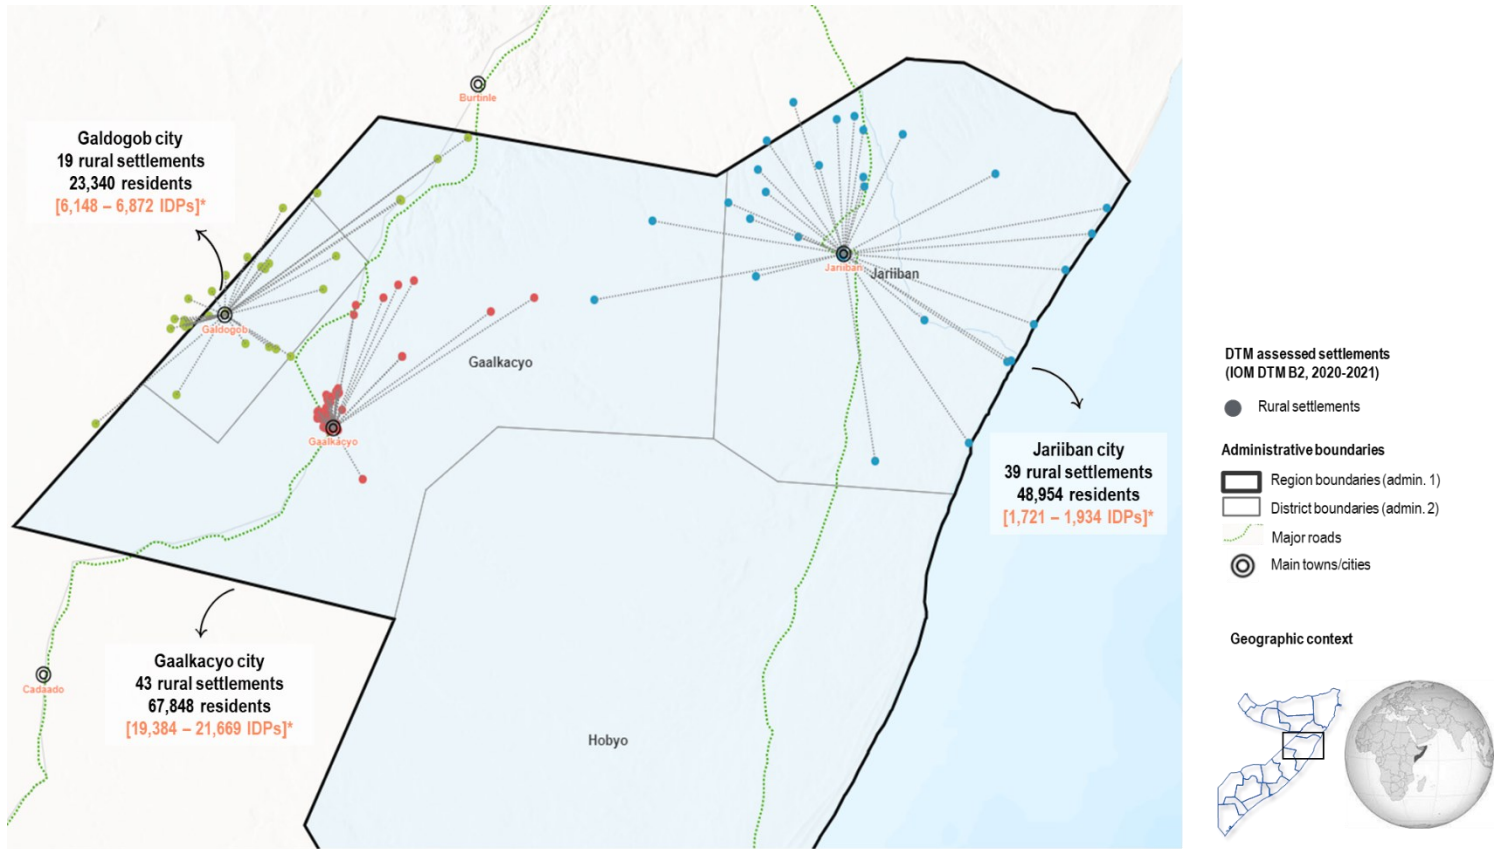 Burtinle
Galdogob city
19 rural settlements
23,340 residents
[6,148 – 6,872 IDPs]*
Jariiban
Jariiban
Galdogob
Gaalkacyo
Gaalkacyo
Jariiban city
39 rural settlements
48,954 residents
[1,721 – 1,934 IDPs]*
Gaalkacyo city
43 rural settlements
67,848 residents
[19,384 – 21,669 IDPs]*
Cadaado
Hobyo
DTM assessed settlements
(IOM DTM B2, 2020-2021)
Rural settlements
Administrative boundaries
Region boundaries (admin. 1)
District boundaries (admin. 2)
Major roads
Main towns/cities
Geographic context